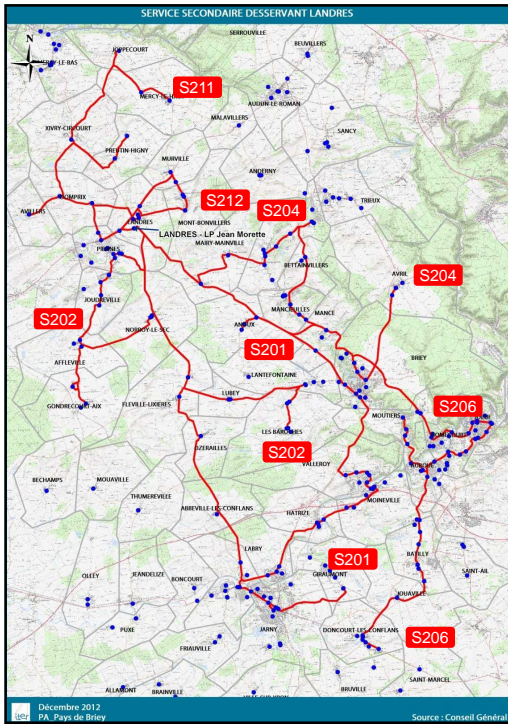 SERVICE SECONDAIRE DESSERVANT LANDRES
SERROUVILLE
N
JOPPECOURT
BEUVILLERS
S211
AUDUN-LE-ROMAN
MALAVILLERS
XIVRY-CIRCOURT
SANCY
PREUTIN-HIGNY
MURVILLE
ANDERNY
S212
TRIEUX
DOMPRIX
AVILLERS
LANDRES
MONT-BONVILLERS
S204
LANDRES - LP Jean Morette
MAIRY-MAINVILLE
PIENNES
BETTAINVILLERS
AVRIL
S204
JOUDREVILLE
MANCIEULLES
MANCE
S202
NORROY-LE-SEC
ANOUX
S201
AFFLEVILLE
LANTEFONTAINE
BRIEY
GONDRECOURT-AIX
FLEVILLE-LIXIERES
LUBEY
MOUTIERS
S206
LES BAROCHES
OZERAILLES
S202
VALLEROY
AUBOUE
BECHAMPS
MOUAVILLE
MOINEVILLE
THUMEREVILLE
ABBEVILLE-LES-CONFLANS
HATRIZE
LABRY
BATILLY
S201
OLLEY
JEANDELIZE
BONCOURT
GIRAUMONT
SAINT-AIL
JOUAVILLE
PUXE
JARNY
FRIAUVILLE
DONCOURT-LES-CONFLANS
S206
SAINT-MARCEL
ALLAMONT
BRAINVILLE
BRUVILLE
Décembre 2012
PA_Pays de Briey
Source : Conseil Général